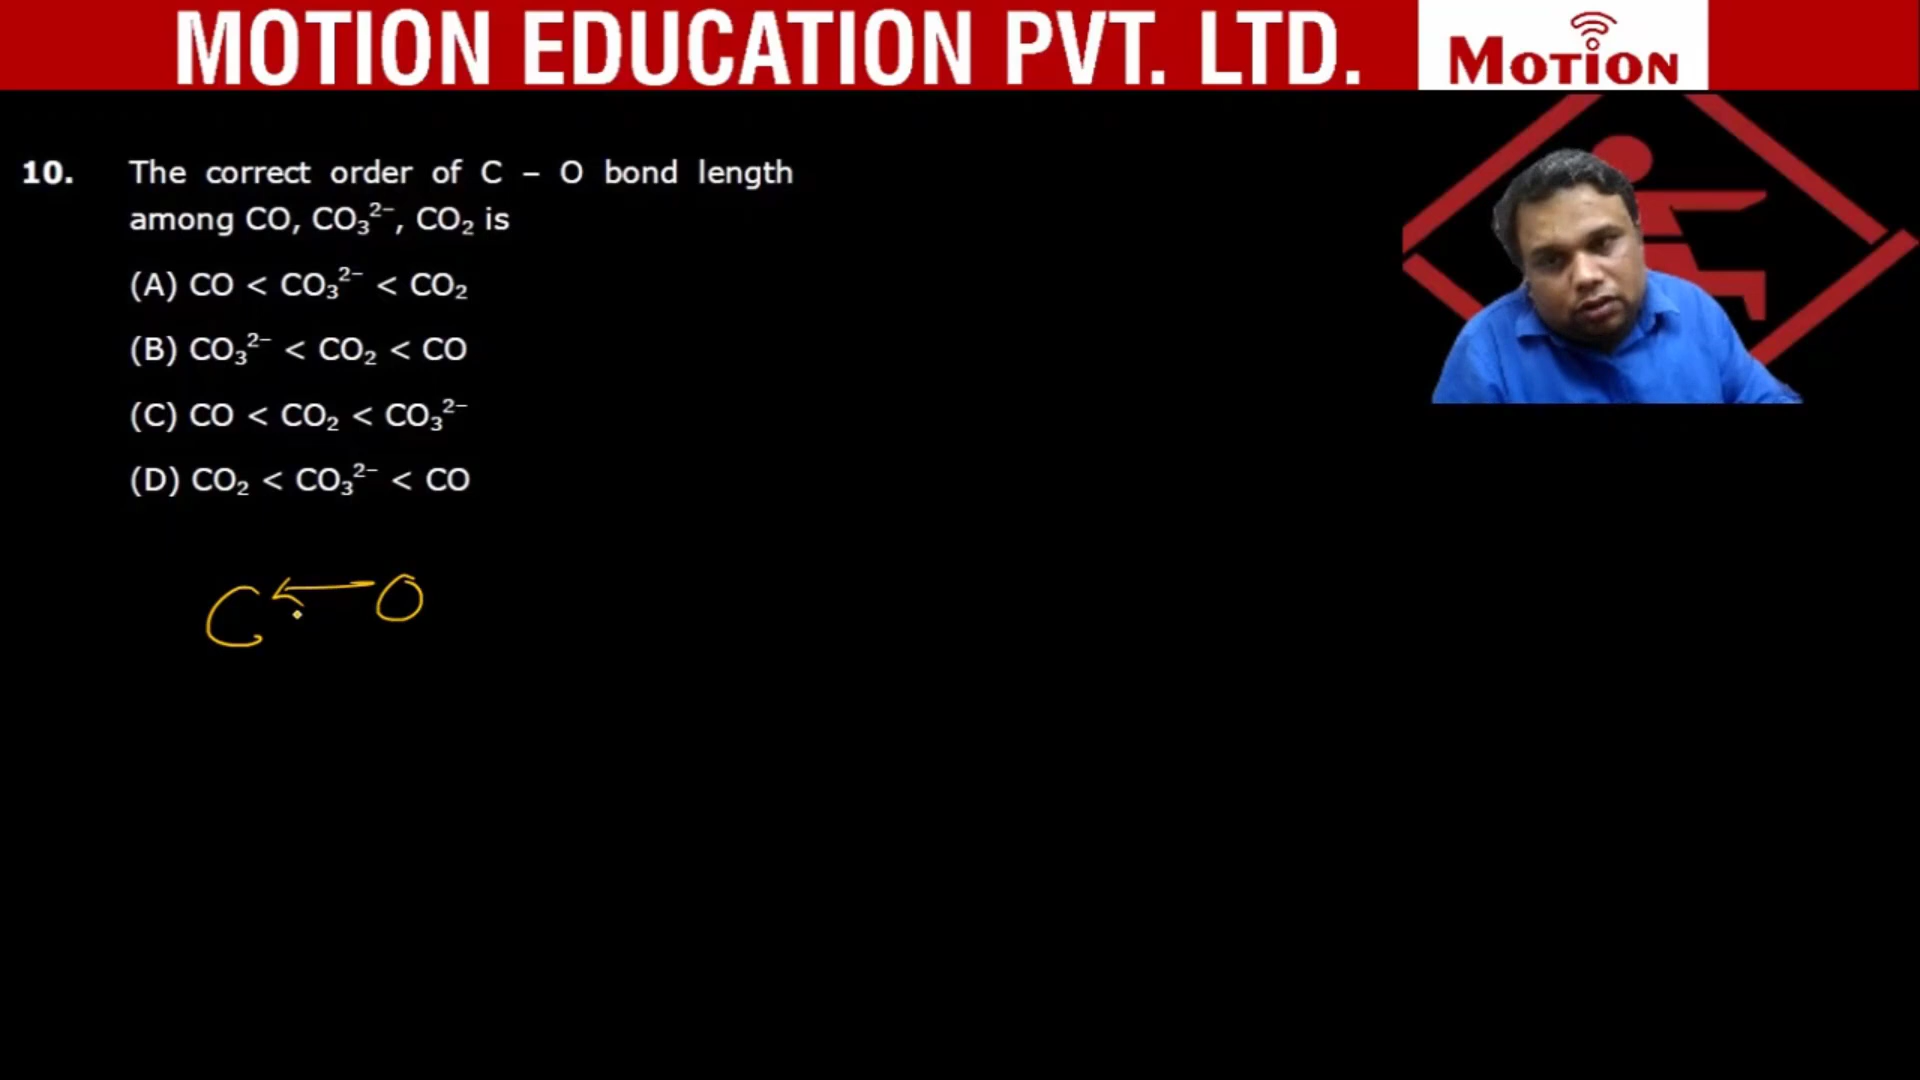 MOTION EDUCATION PVT. LTD.
MOTION
10. The correct order of C – O bond length
among CO, CO₃²⁻, CO₂ is
(A) CO < CO₃²⁻ < CO₂
(B) CO₃²⁻ < CO₂ < CO
(C) CO < CO₂ < CO₃²⁻
(D) CO₂ < CO₃²⁻ < CO
C ← O